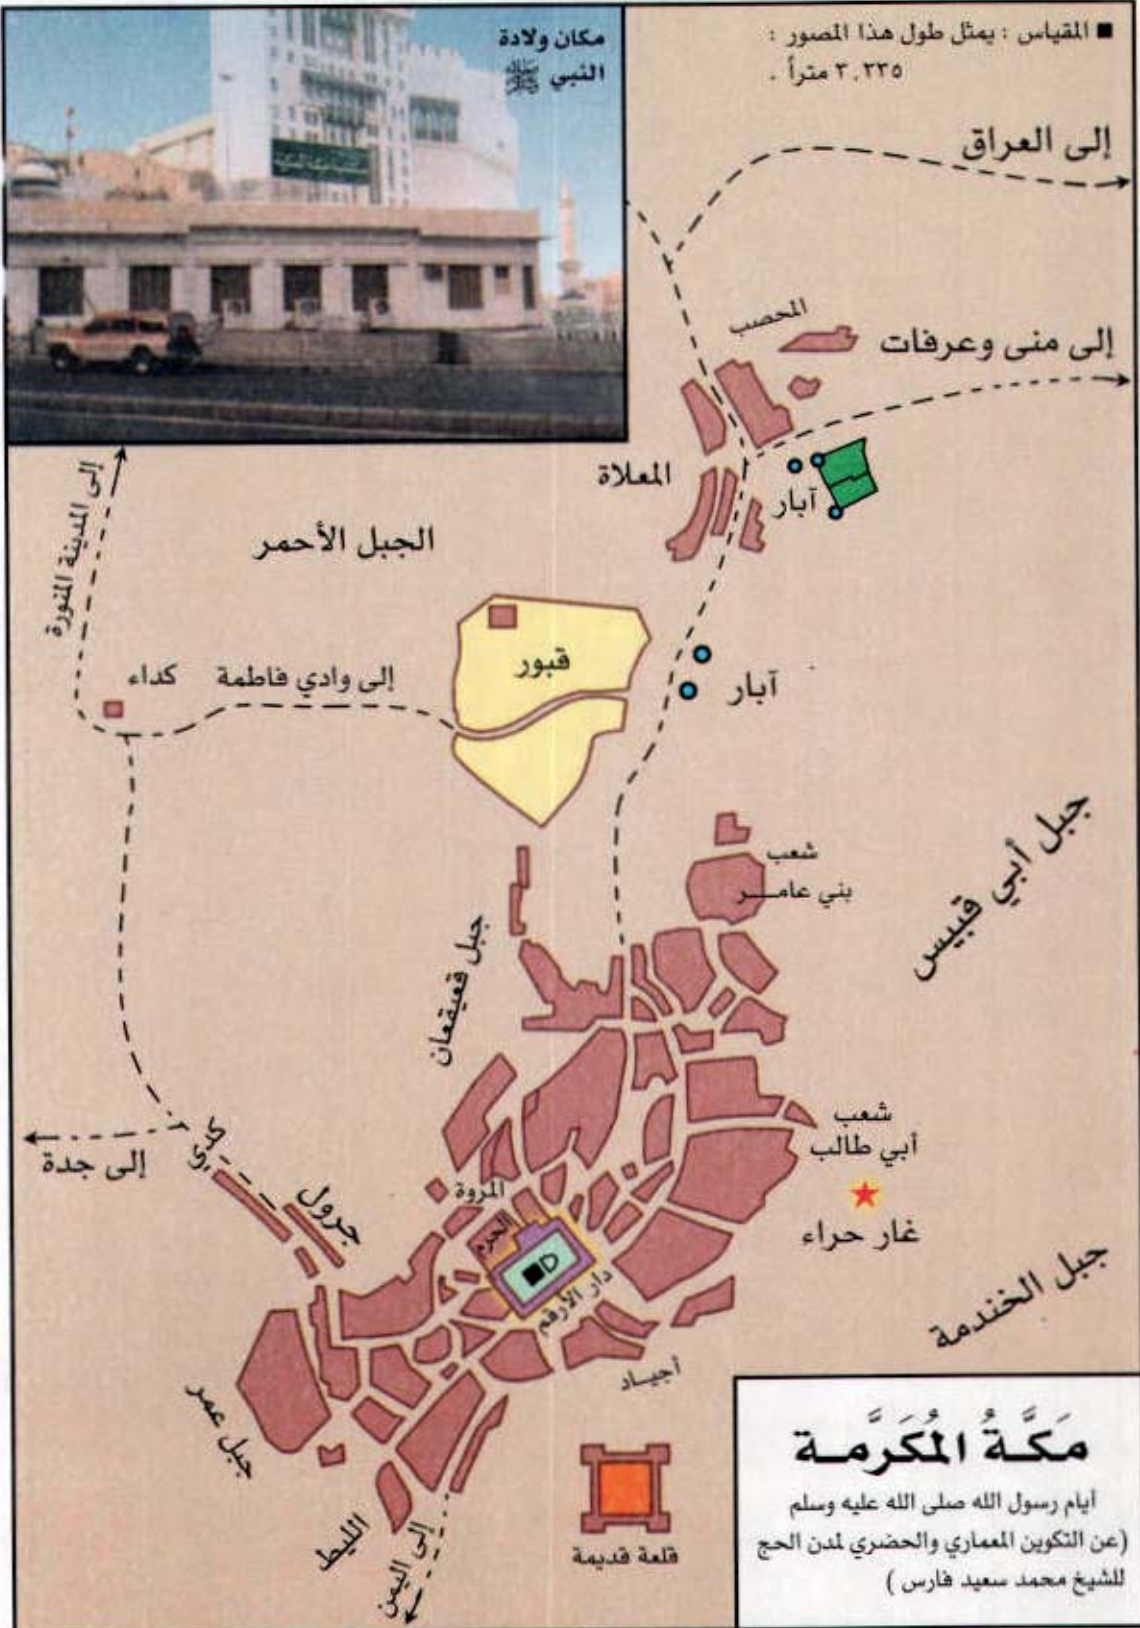 مكان ولادة
النبي ﷺ
■ المقياس : يمثل طول هذا المصور :
٣,٢٣٥ متراً .
إلى العراق
المحصب
إلى منى وعرفات
المعلاة
آبار
إلى المدينة المنورة
الجبل الأحمر
قبور
كداء
إلى وادي فاطمة
آبار
جبل أبي قبيس
شعب
بني عامــر
جبل قعيقعان
شعب
أبي طالب
إلى جدة
كدي
جرول
المروة
الحرم
غار حراء
دار الأرقم
جبل الخندمة
أجياد
جبل عمر
الليط
إلى اليمن
قلعة قديمة
مَكَّـةُ المُكَرَّمَـة
أيام رسول الله صلى الله عليه وسلم
(عن التكوين المعماري والحضري لمدن الحج
للشيخ محمد سعيد فارس )